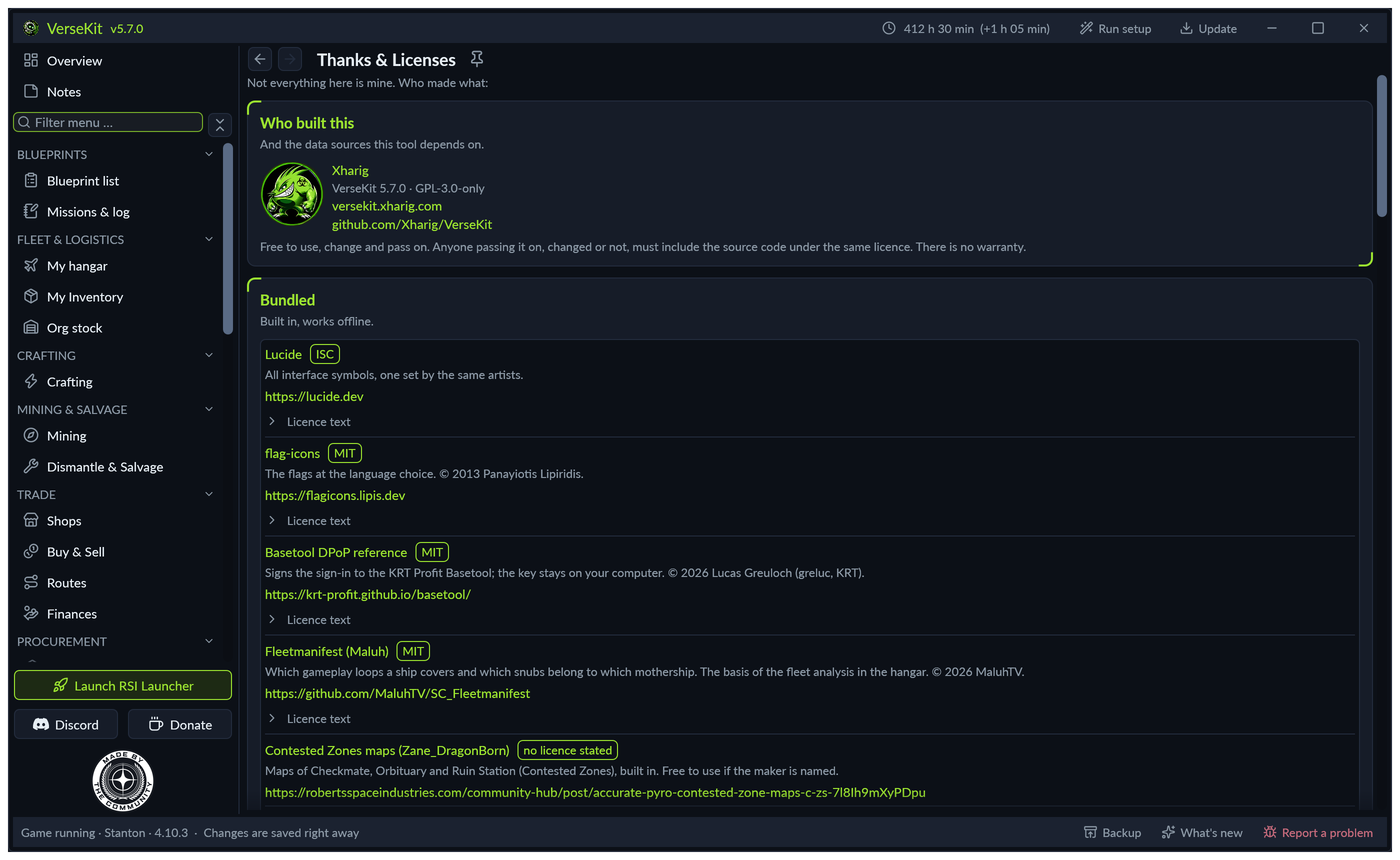 VerseKit v5.7.0
412 h 30 min (+1 h 05 min)
Run setup
Update
Overview
Notes
Filter menu ...
BLUEPRINTS
Blueprint list
Missions & log
FLEET & LOGISTICS
My hangar
My Inventory
Org stock
CRAFTING
Crafting
MINING & SALVAGE
Mining
Dismantle & Salvage
TRADE
Shops
Buy & Sell
Routes
Finances
PROCUREMENT
Launch RSI Launcher
Discord
Donate
MADE BY
THE COMMUNITY
Thanks & Licenses
Not everything here is mine. Who made what:
Who built this
And the data sources this tool depends on.
Xharig
VerseKit 5.7.0 · GPL-3.0-only
versekit.xharig.com
github.com/Xharig/VerseKit
Free to use, change and pass on. Anyone passing it on, changed or not, must include the source code under the same licence. There is no warranty.
Bundled
Built in, works offline.
Lucide ISC
All interface symbols, one set by the same artists.
https://lucide.dev
Licence text
flag-icons MIT
The flags at the language choice. © 2013 Panayiotis Lipiridis.
https://flagicons.lipis.dev
Licence text
Basetool DPoP reference MIT
Signs the sign-in to the KRT Profit Basetool; the key stays on your computer. © 2026 Lucas Greuloch (greluc, KRT).
https://krt-profit.github.io/basetool/
Licence text
Fleetmanifest (Maluh) MIT
Which gameplay loops a ship covers and which snubs belong to which mothership. The basis of the fleet analysis in the hangar. © 2026 MaluhTV.
https://github.com/MaluhTV/SC_Fleetmanifest
Licence text
Contested Zones maps (Zane_DragonBorn) no licence stated
Maps of Checkmate, Orbituary and Ruin Station (Contested Zones), built in. Free to use if the maker is named.
https://robertsspaceindustries.com/community-hub/post/accurate-pyro-contested-zone-maps-c-zs-7I8Ih9mXyPDpu
Game running · Stanton · 4.10.3 · Changes are saved right away
Backup
What's new
Report a problem